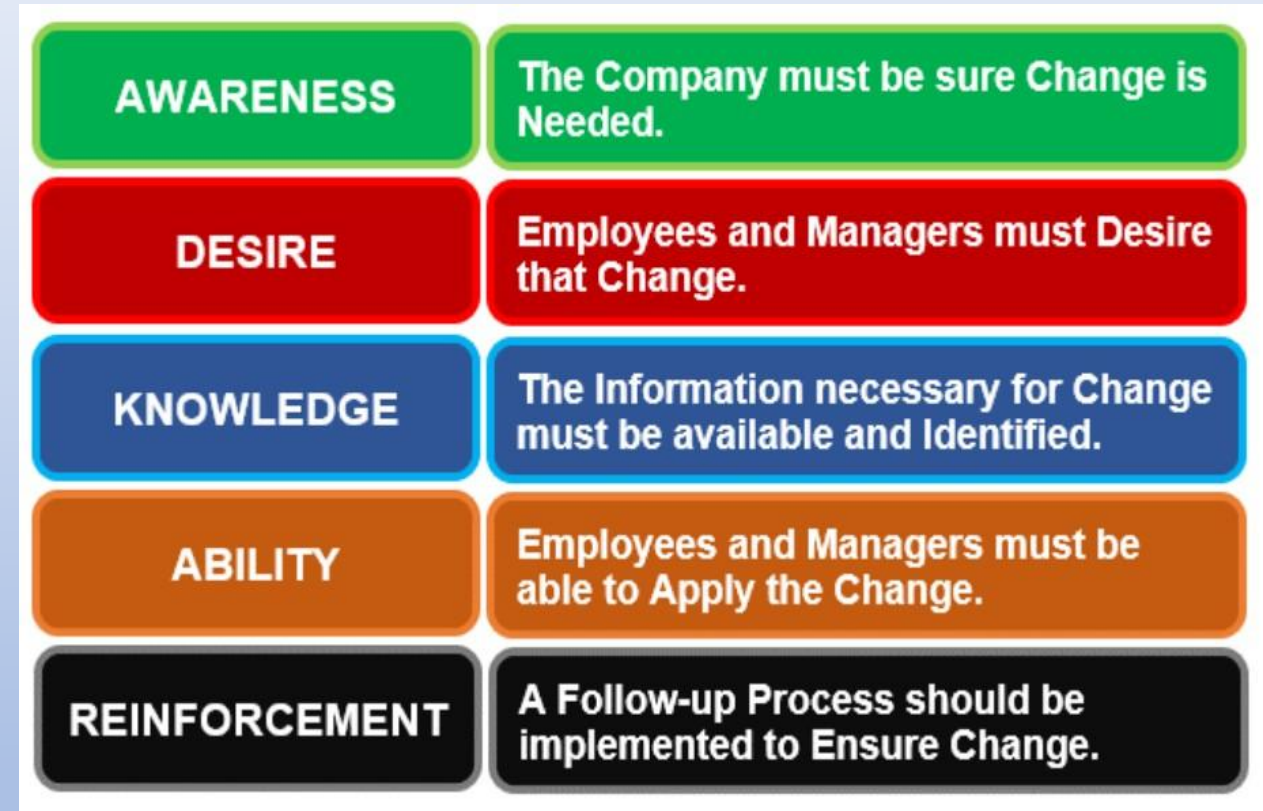 AWARENESS
The Company must be sure Change is
Needed.
DESIRE
Employees and Managers must Desire
that Change.
KNOWLEDGE
The Information necessary for Change
must be available and Identified.
ABILITY
Employees and Managers must be
able to Apply the Change.
REINFORCEMENT
A Follow-up Process should be
implemented to Ensure Change.